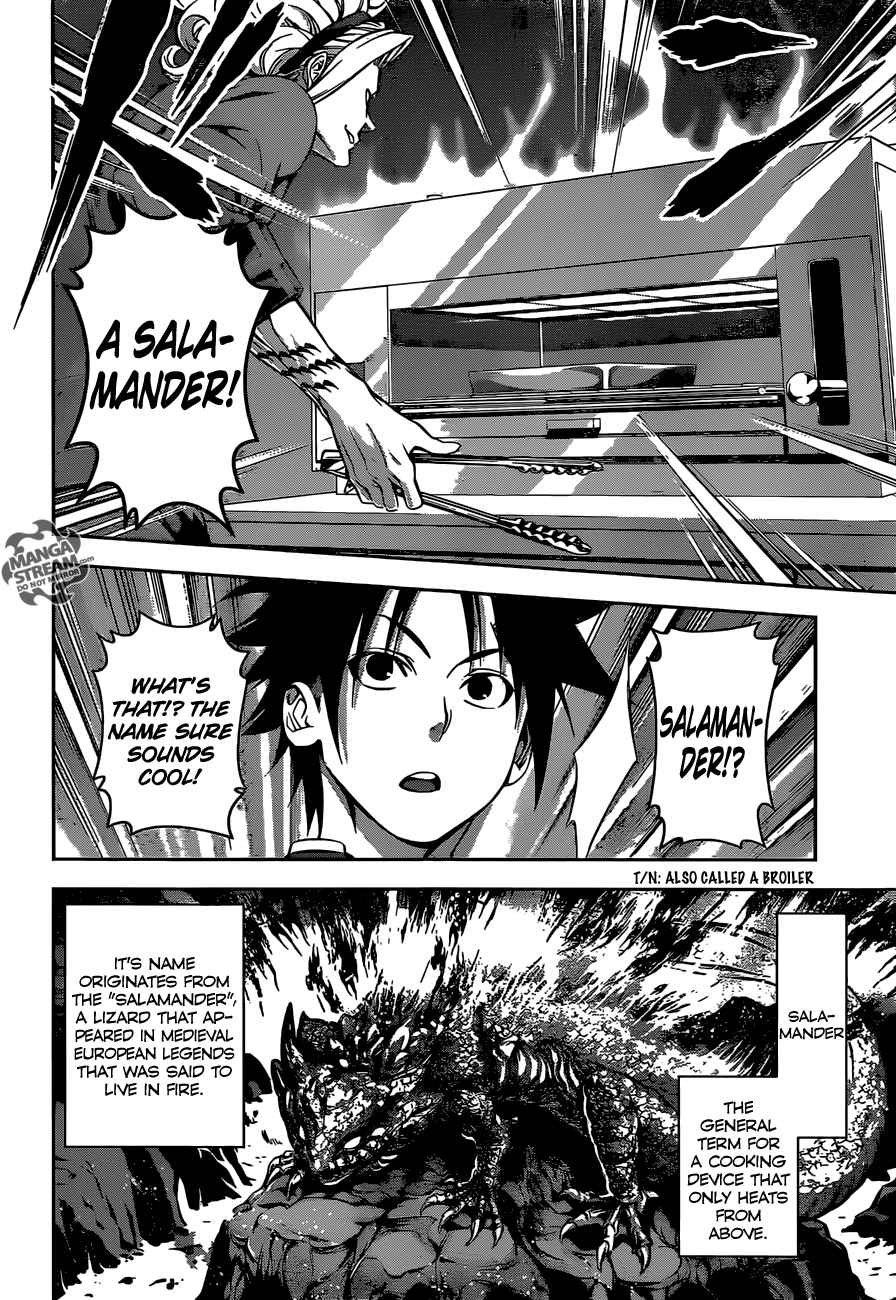 A SALA-
MANDER!
MANGA
STREAM.com
DO NOT MIRROR
SALAMAN-
DER!?
WHAT'S
THAT!? THE
NAME SURE
SOUNDS
COOL!
T/N: ALSO CALLED A BROILER
SALA-
MANDER
THE
GENERAL
TERM FOR
A COOKING
DEVICE THAT
ONLY HEATS
FROM
ABOVE.
IT'S NAME
ORIGINATES FROM
THE "SALAMANDER",
A LIZARD THAT AP-
PEARED IN MEDIEVAL
EUROPEAN LEGENDS
THAT WAS SAID TO
LIVE IN FIRE.